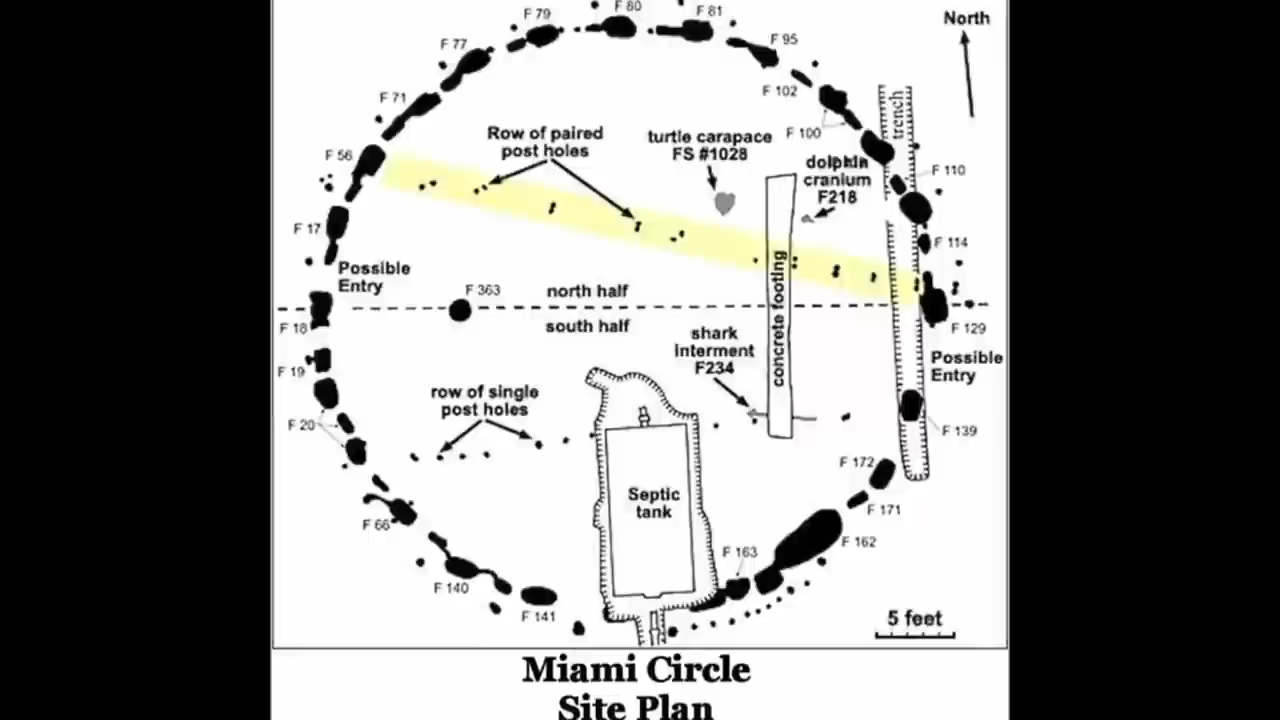 F 79
F 80
F 81
North
F 77
F 95
F 71
F 102
trench
Row of paired
post holes
turtle carapace
FS #1028
F 100
F 56
dolphin
cranium
F218
F 110
F 17
F 114
Possible
Entry
concrete footing
F 363
north half
F 18
south half
F 129
shark
interment
F234
Possible
Entry
F 19
row of single
post holes
F 20
F 139
F 172
Septic
tank
F 171
F 66
F 162
F 163
F 140
F 141
5 feet
Miami Circle
Site Plan